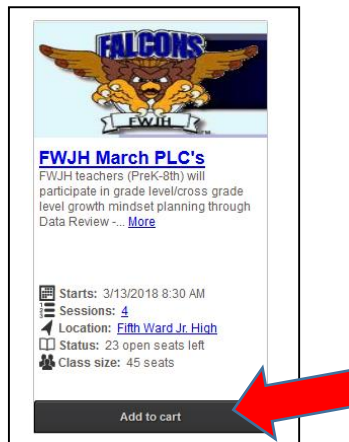 FALCONS
FWJH
FWJH March PLC's
FWJH teachers (PreK-8th) will
participate in grade level/cross grade
level growth mindset planning through
Data Review -... More
Starts: 3/13/2018 8:30 AM
Sessions: 4
Location: Fifth Ward Jr. High
Status: 23 open seats left
Class size: 45 seats
Add to cart